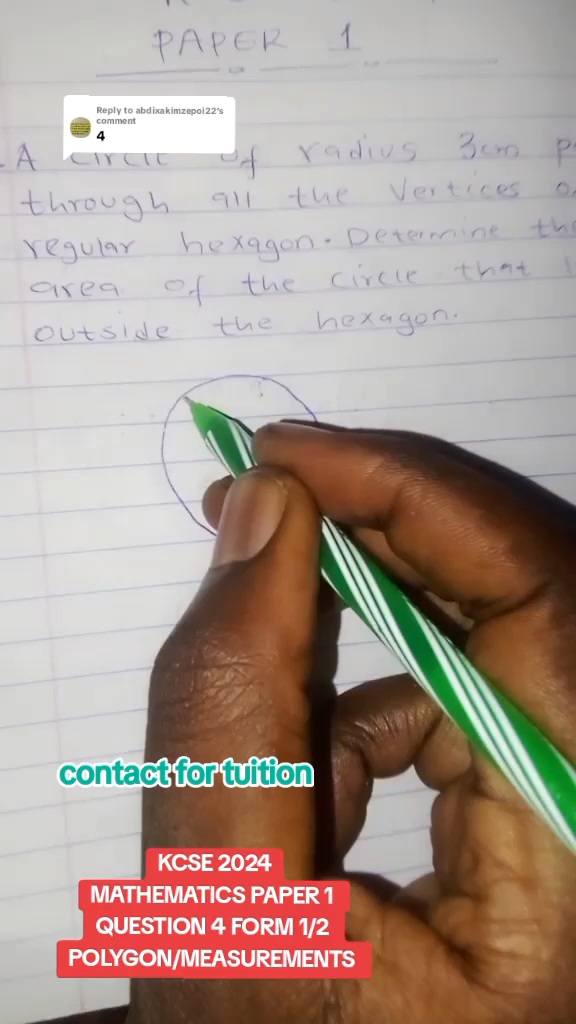 PAPER 1
Reply to abdixakimzepoi22's
comment
4
A circle of radius 3cm
through all the vertices
regular hexagon. Determine the
area of the circle that
outside the hexagon.
contact for tuition
KCSE 2024
MATHEMATICS PAPER 1
QUESTION 4 FORM 1/2
POLYGON/MEASUREMENTS